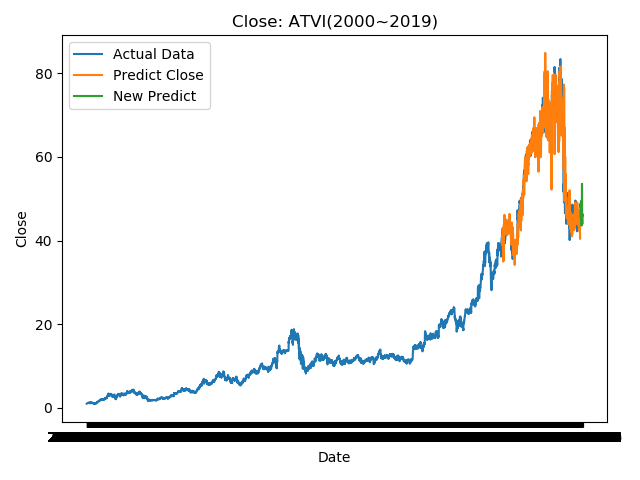 Close: ATVI(2000~2019)
Actual Data
Predict Close
New Predict
80
60
40
20
0
Close
Date